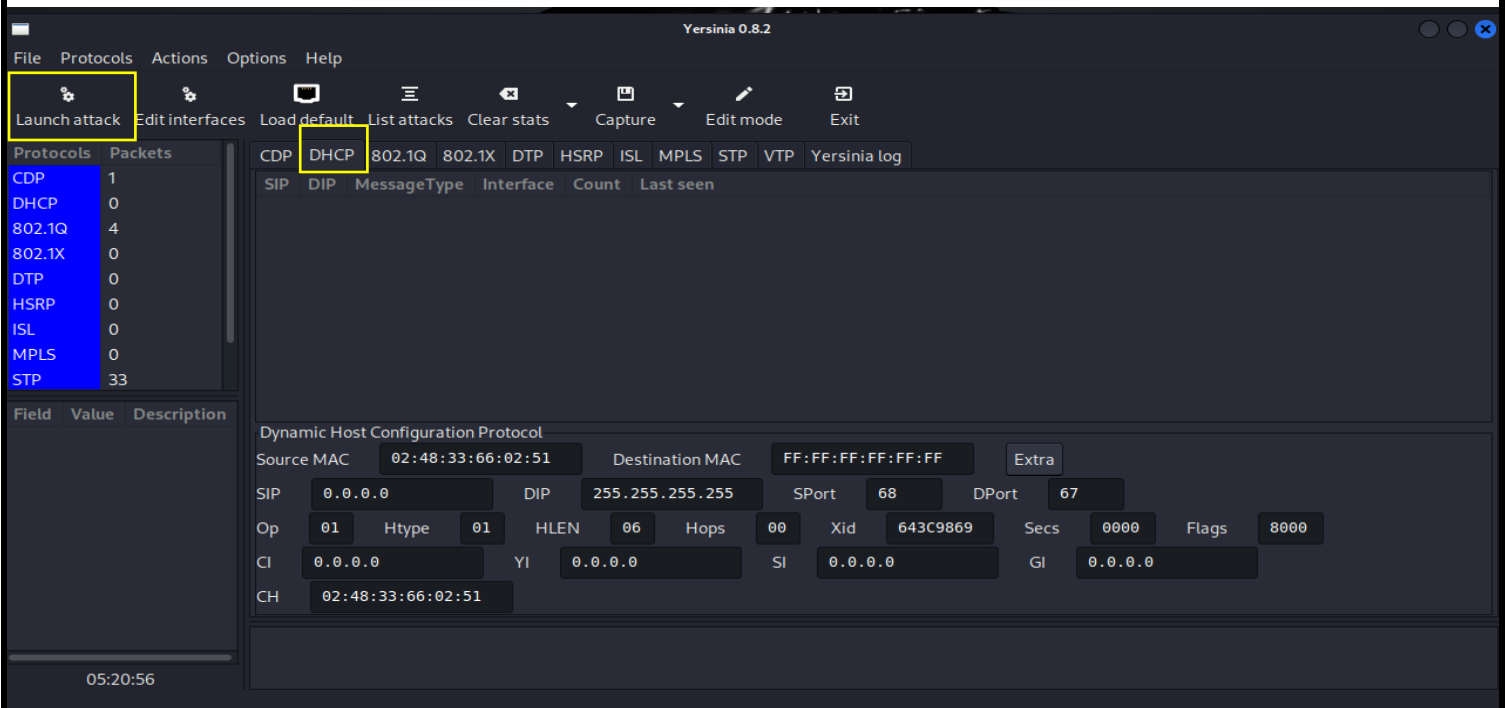 Yersinia 0.8.2
File Protocols Actions Options Help
Launch attack Edit interfaces Load default List attacks Clear stats Capture Edit mode Exit
Protocols Packets
CDP 1
DHCP 0
802.1Q 4
802.1X 0
DTP 0
HSRP 0
ISL 0
MPLS 0
STP 33
Field Value Description
05:20:56
CDP DHCP 802.1Q 802.1X DTP HSRP ISL MPLS STP VTP Yersinia log
SIP DIP MessageType Interface Count Last seen
Dynamic Host Configuration Protocol
Source MAC 02:48:33:66:02:51 Destination MAC FF:FF:FF:FF:FF:FF Extra
SIP 0.0.0.0 DIP 255.255.255.255 SPort 68 DPort 67
Op 01 Htype 01 HLEN 06 Hops 00 Xid 643C9869 Secs 0000 Flags 8000
CI 0.0.0.0 YI 0.0.0.0 SI 0.0.0.0 GI 0.0.0.0
CH 02:48:33:66:02:51